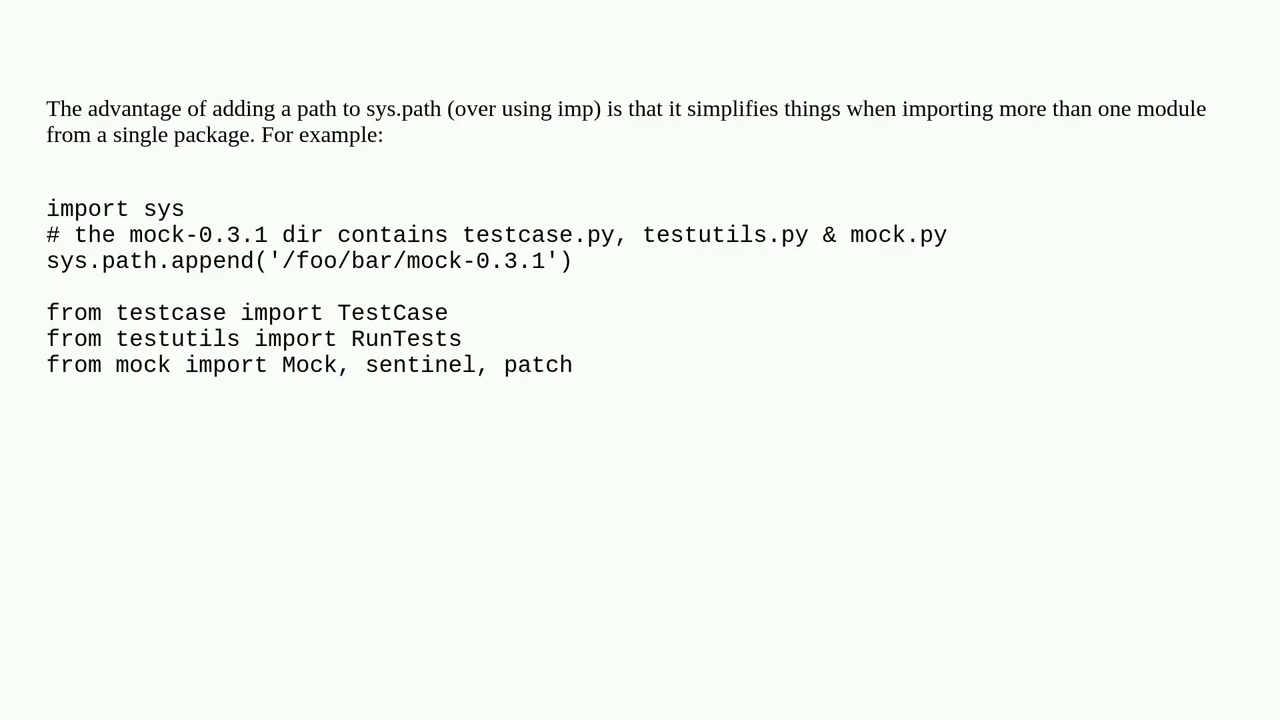 The advantage of adding a path to sys.path (over using imp) is that it simplifies things when importing more than one module
from a single package. For example:
import sys
# the mock-0.3.1 dir contains testcase.py, testutils.py & mock.py
sys.path.append('/foo/bar/mock-0.3.1')
from testcase import TestCase
from testutils import RunTests
from mock import Mock, sentinel, patch